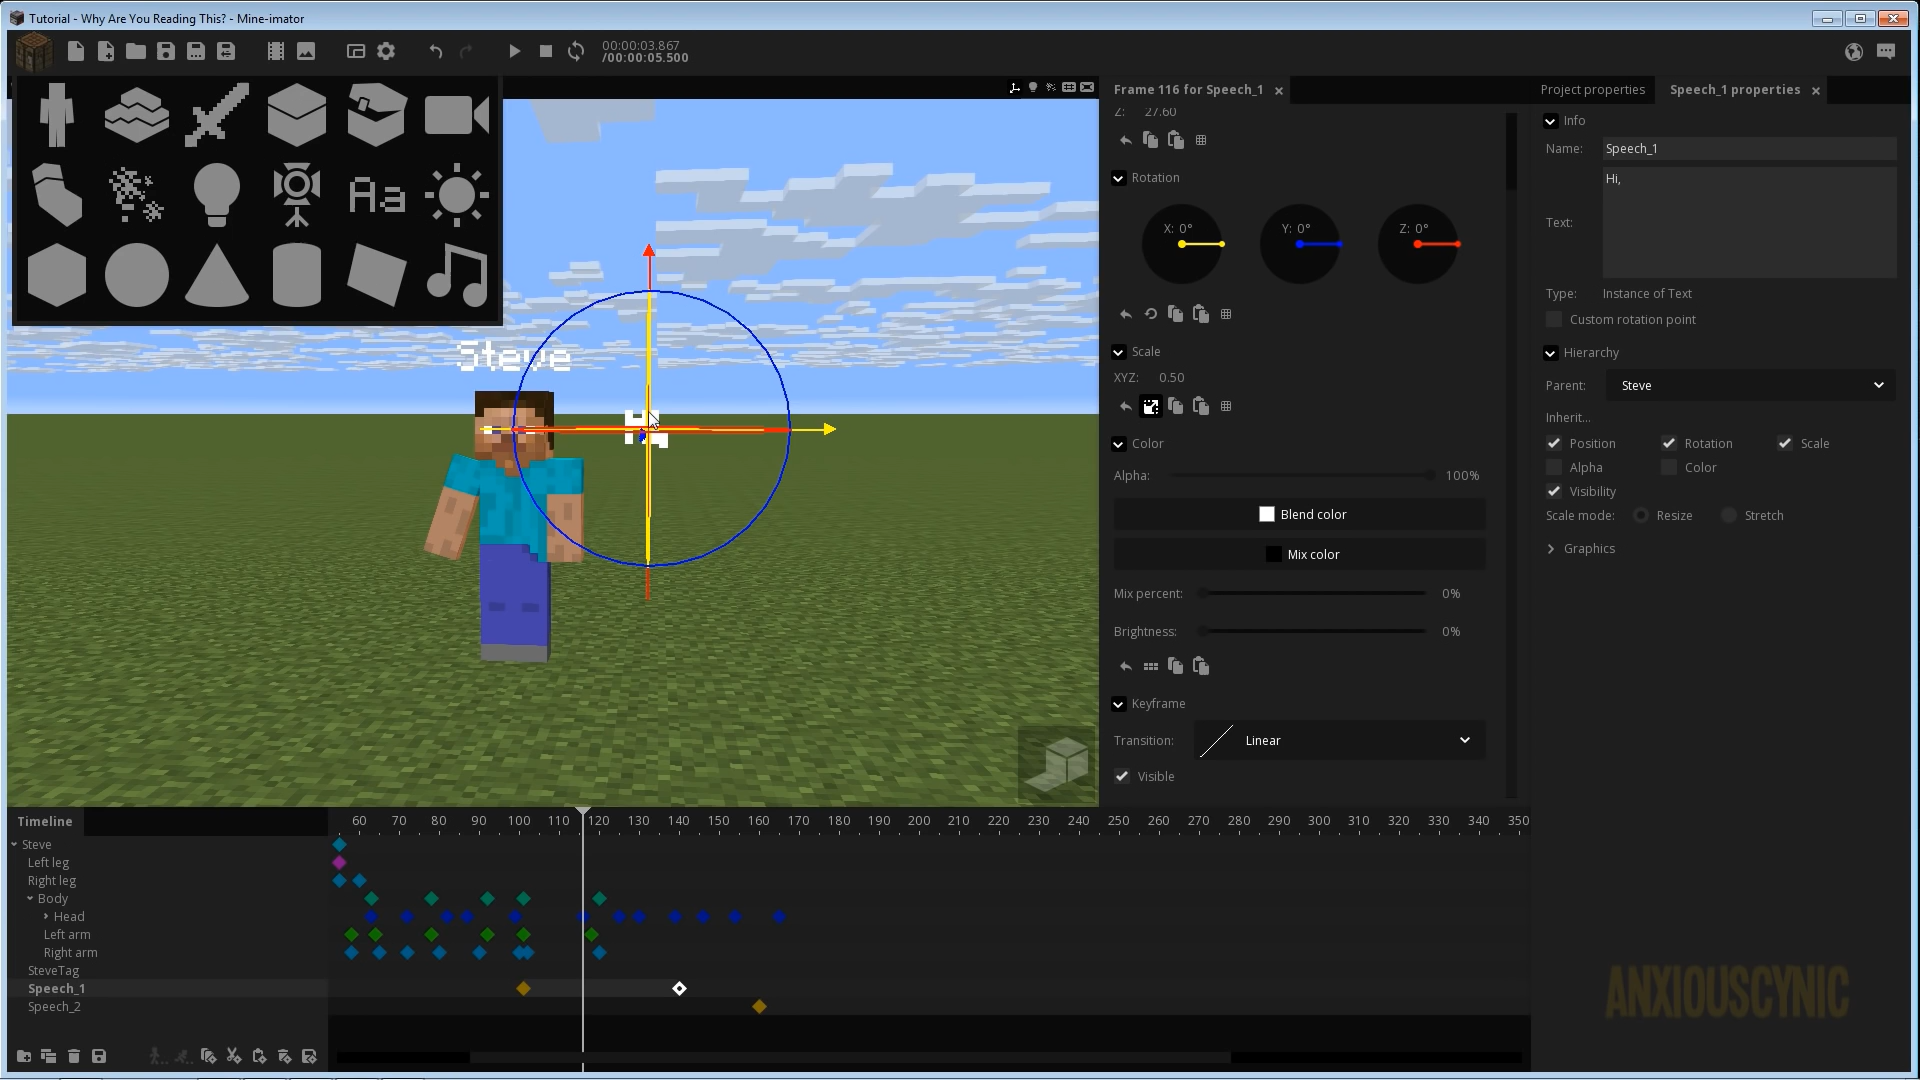 Tutorial - Why Are You Reading This? - Mine-imator
00:00:03.867
/00:00:05.500
Aa
Steve
Frame 116 for Speech_1
Z: 27.60
Rotation
X: 0° Y: 0° Z: 0°
Scale
XYZ: 0.50
Color
Alpha: 100%
Blend color
Mix color
Mix percent: 0%
Brightness: 0%
Keyframe
Transition: Linear
Visible
Project properties Speech_1 properties
Info
Name: Speech_1
Text: Hi,
Type: Instance of Text
Custom rotation point
Hierarchy
Parent: Steve
Inherit...
Position Rotation Scale
Alpha Color
Visibility
Scale mode: Resize Stretch
Graphics
Timeline
60 70 80 90 100 110 120 130 140 150 160 170 180 190 200 210 220 230 240 250 260 270 280 290 300 310 320 330 340 350
Steve
Left leg
Right leg
Body
Head
Left arm
Right arm
SteveTag
Speech_1
Speech_2
ANXIOUSCYNIC